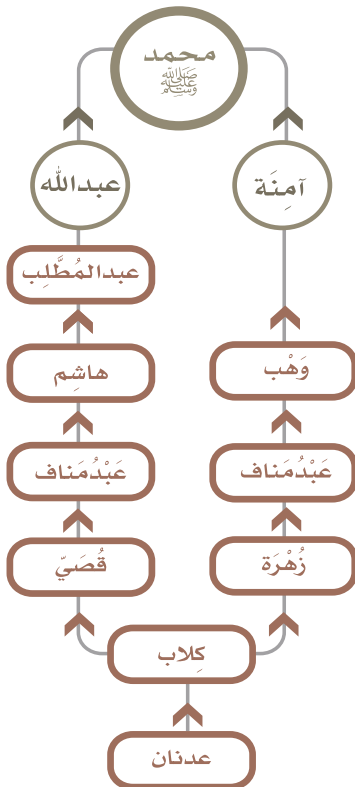 محمد
صلى الله عليه وسلم
آمِنَة
عبدالله
عبدالمُطَّلِب
وَهْب
هاشِم
عَبْدُمَناف
عَبْدُمَناف
زُهْرَة
قُصَيّ
كِلاب
عدنان